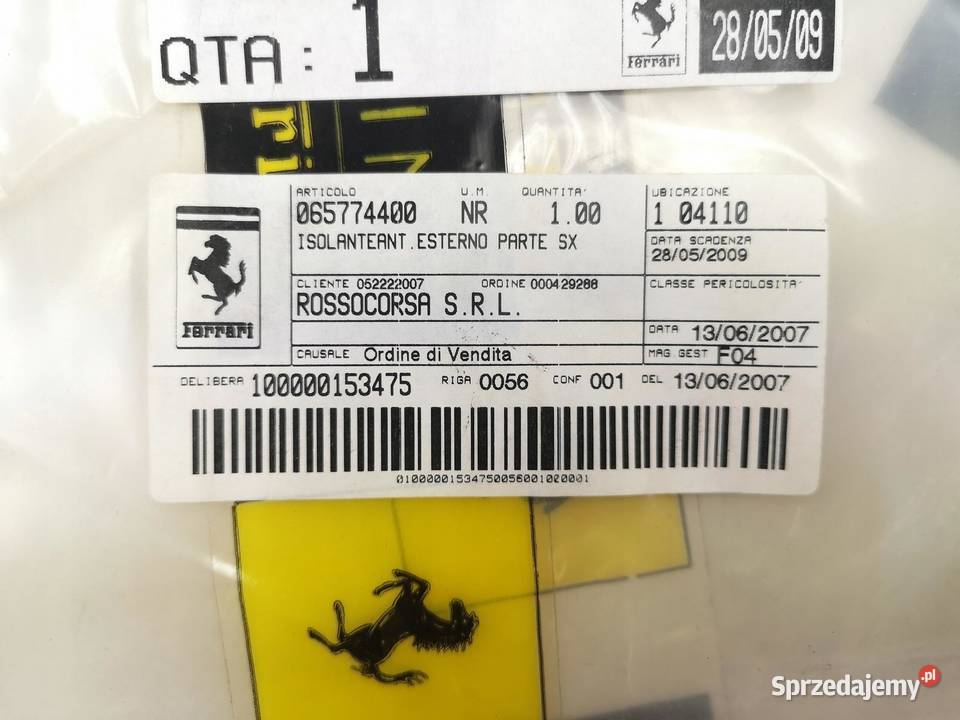 QTA: 1
Ferrari
28/05/09
ARTICOLO U.M. QUANTITA' UBICAZIONE
065774400 NR 1.00 1 04110
ISOLANTEANT.ESTERNO PARTE SX
DATA SCADENZA
28/05/2009
CLIENTE 052222007 ORDINE 000429288 CLASSE PERICOLOSITA'
ROSSOCORSA S.R.L.
Ferrari
DATA 13/06/2007
CAUSALE Ordine di Vendita MAG.GEST F04
DELIBERA 100000153475 RIGA 0056 CONF 001 DEL 13/06/2007
01000001534750056001020001
Sprzedajemy.pl